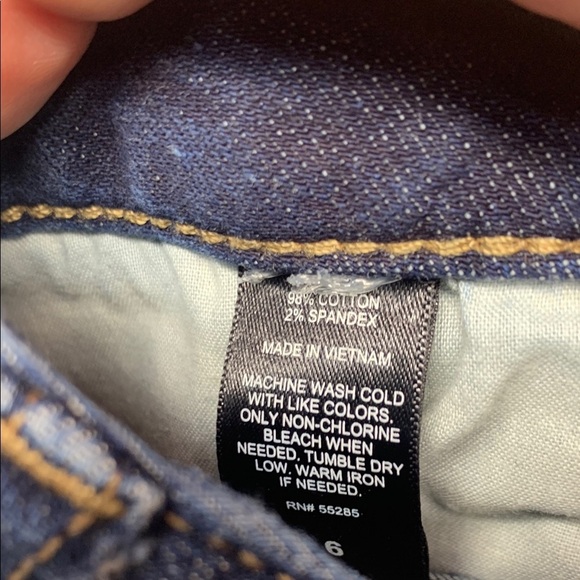 98% COTTON
2% SPANDEX
MADE IN VIETNAM
MACHINE WASH COLD
WITH LIKE COLORS.
ONLY NON-CHLORINE
BLEACH WHEN
NEEDED. TUMBLE DRY
LOW. WARM IRON
IF NEEDED.
RN# 55285
6